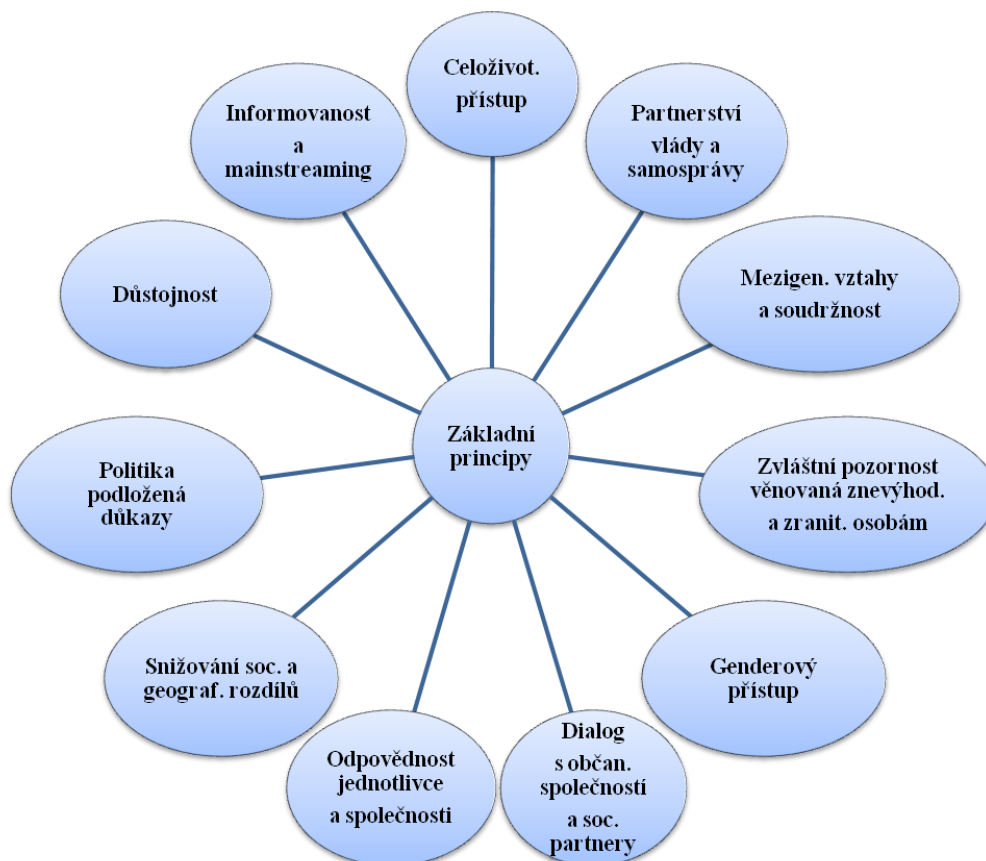 Celoživot.
přístup
Partnerství
vlády a
samosprávy
Mezigen. vztahy
a soudržnost
Zvláštní pozornost
věnovaná znevýhod.
a zranit. osobám
Genderový
přístup
Dialog
s občan.
společností
a soc.
partnery
Odpovědnost
jednotlivce
a společnosti
Snižování soc. a
geograf. rozdílů
Politika
podložená
důkazy
Důstojnost
Informovanost
a
mainstreaming
Základní
principy